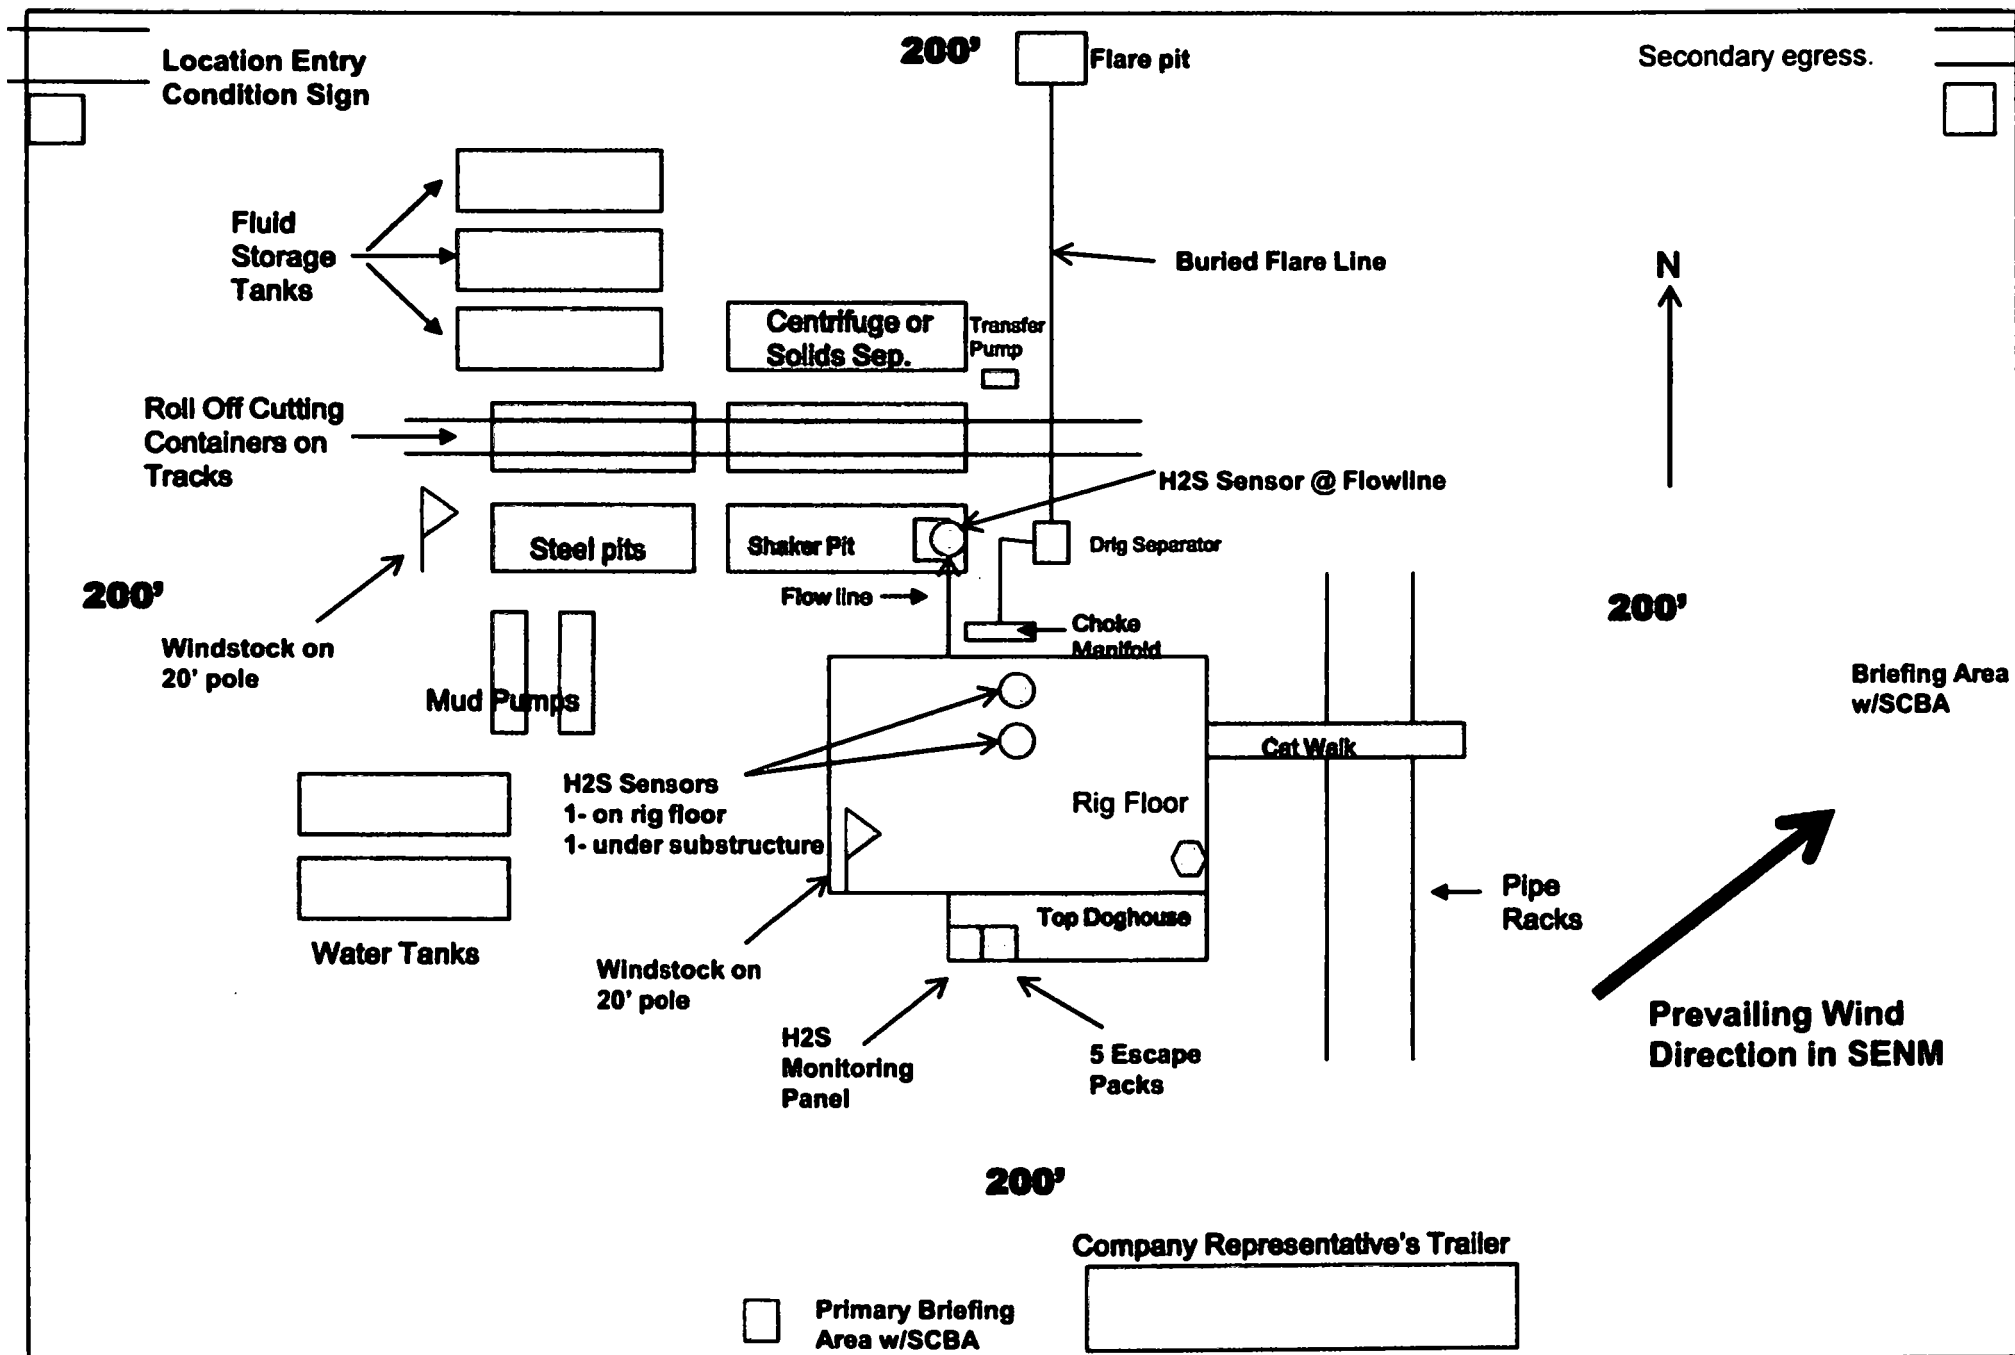 Location Entry
Condition Sign
200'
Flare pit
Secondary egress.
Fluid
Storage
Tanks
Buried Flare Line
N
Centrifuge or
Solids Sep.
Transfer
Pump
Roll Off Cutting
Containers on
Tracks
H2S Sensor @ Flowline
Steel pits
Shaker Pit
Drlg Separator
200'
Flow line
200'
Windstock on
20' pole
Choke
Manifold
Briefing Area
w/SCBA
Mud Pumps
Cat Walk
H2S Sensors
1- on rig floor
1- under substructure
Rig Floor
Pipe
Racks
Top Doghouse
Water Tanks
Windstock on
20' pole
Prevailing Wind
Direction in SENM
H2S
Monitoring
Panel
5 Escape
Packs
200'
Company Representative's Trailer
Primary Briefing
Area w/SCBA